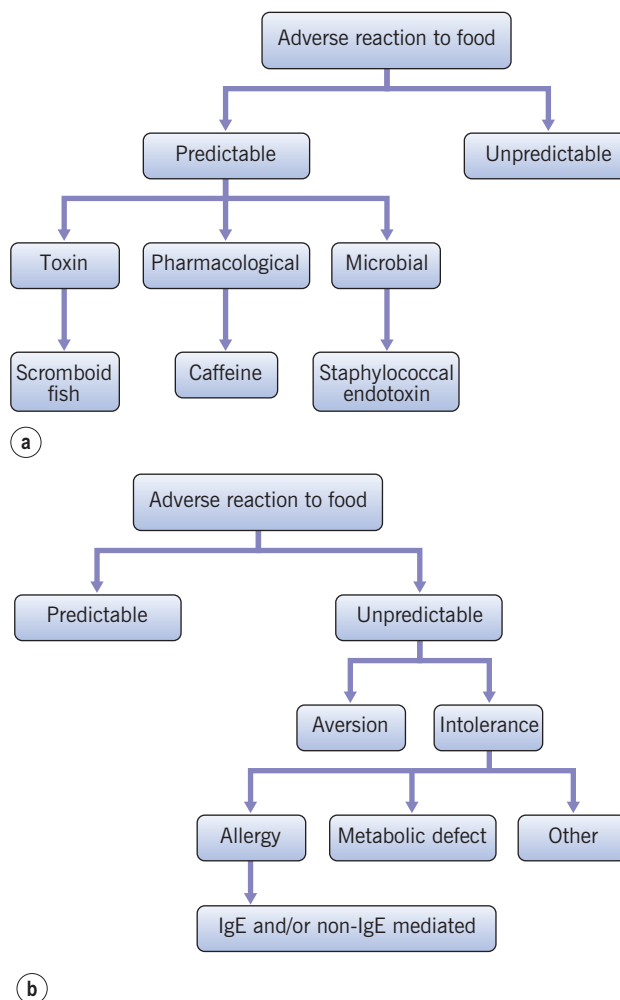 Adverse reaction to food
Predictable
Unpredictable
Toxin
Pharmacological
Microbial
Scromboid
fish
Caffeine
Staphylococcal
endotoxin
a
Adverse reaction to food
Predictable
Unpredictable
Aversion
Intolerance
Allergy
Metabolic defect
Other
IgE and/or non-IgE mediated
b